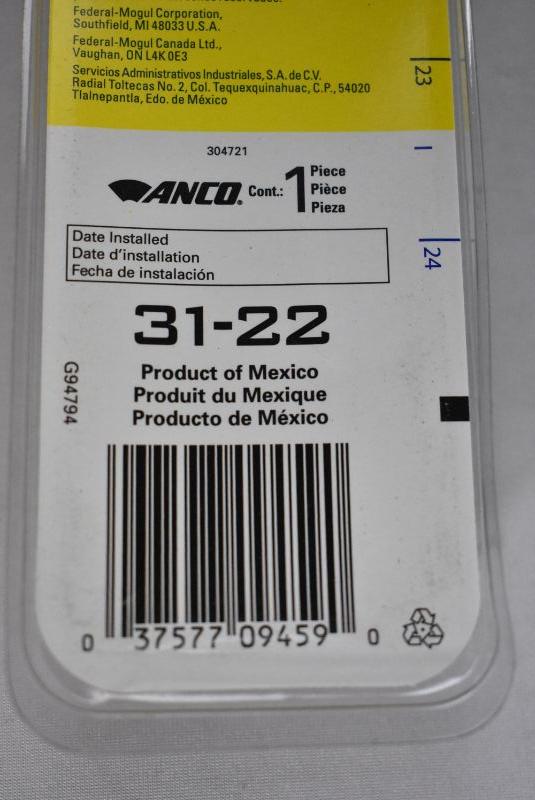 Federal-Mogul Corporation,
Southfield, MI 48033 U.S.A.
Federal-Mogul Canada Ltd.,
Vaughan, ON L4K 0E3
Servicios Administrativos Industriales, S.A. de C.V.
Radial Toltecas No. 2, Col. Tequexquinahuac, C.P., 54020
Tlalnepantla, Edo. de México
23
304721
ANCO® Cont.: 1 Piece
Pièce
Pieza
24
Date Installed
Date d'installation
Fecha de instalación
31-22
Product of Mexico
Produit du Mexique
Producto de México
G94794
0 37577 09459 0